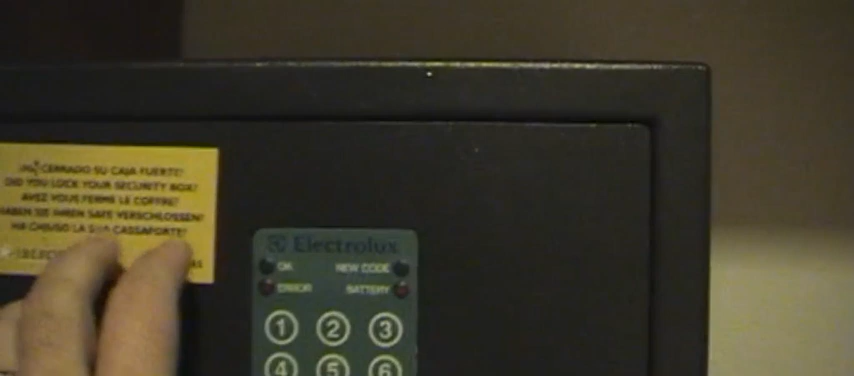 ¿HA CERRADO SU CAJA FUERTE?
DID YOU LOCK YOUR SECURITY BOX?
AVEZ VOUS FERME LE COFFRE?
HABEN SIE IHREN SAFE VERSCHLOSSEN?
HA CHIUSO LA SUA CASSAFORTE?
Electrolux
OK NEW CODE
ERROR BATTERY
1 2 3
4 5 6